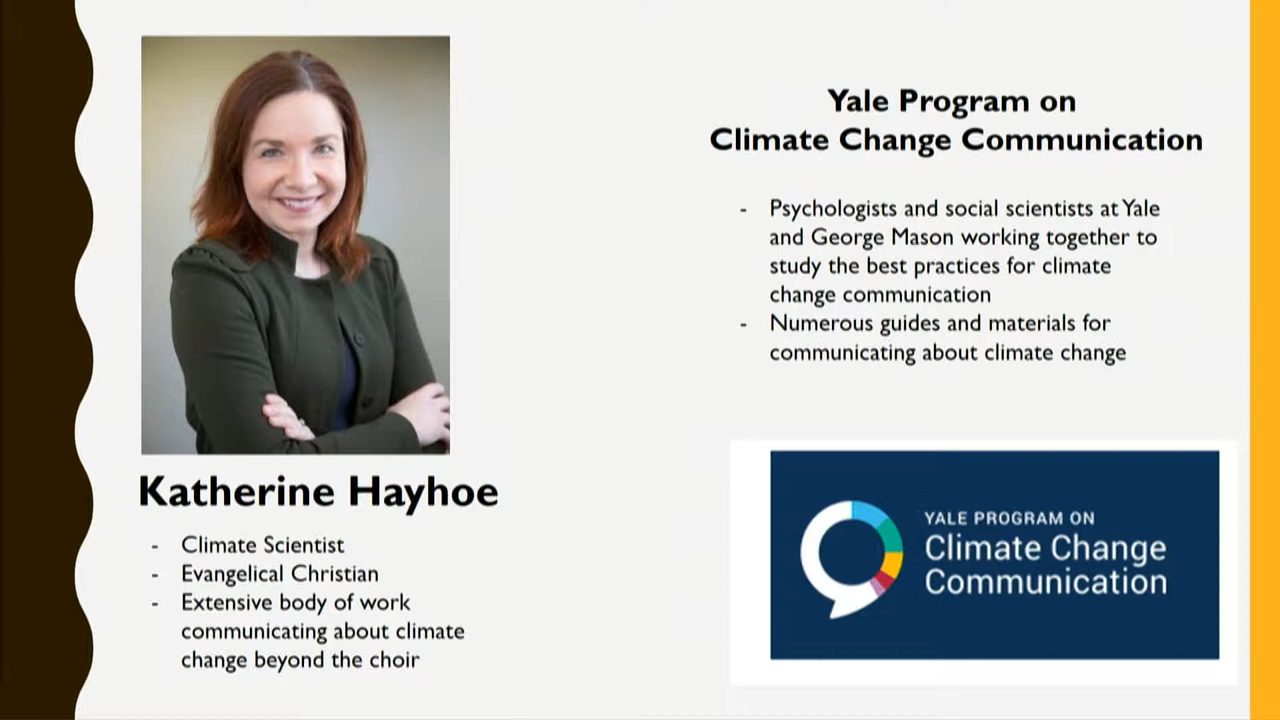 Katherine Hayhoe
- Climate Scientist
- Evangelical Christian
- Extensive body of work
communicating about climate
change beyond the choir
Yale Program on
Climate Change Communication
- Psychologists and social scientists at Yale
and George Mason working together to
study the best practices for climate
change communication
- Numerous guides and materials for
communicating about climate change
YALE PROGRAM ON
Climate Change
Communication